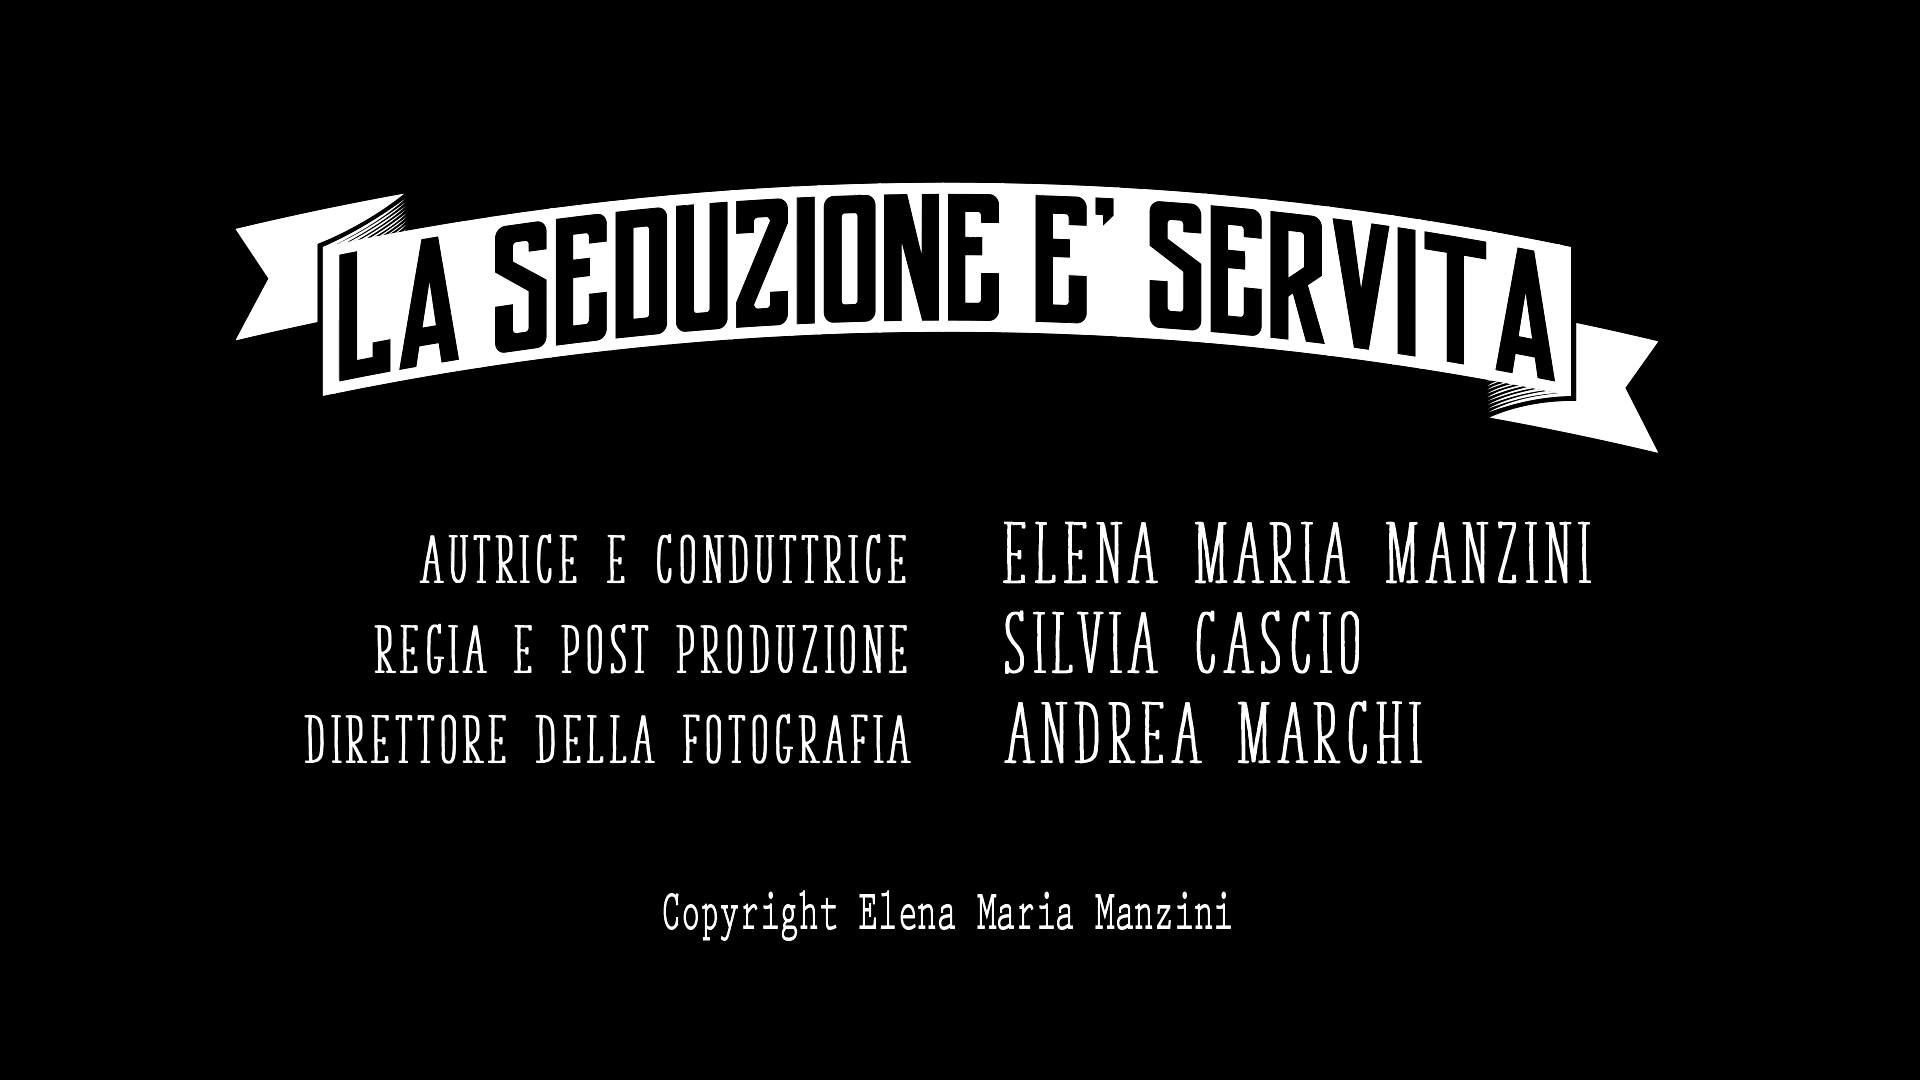 LA SEDUZIONE E' SERVITA
AUTRICE E CONDUTTRICE ELENA MARIA MANZINI
REGIA E POST PRODUZIONE SILVIA CASCIO
DIRETTORE DELLA FOTOGRAFIA ANDREA MARCHI
Copyright Elena Maria Manzini